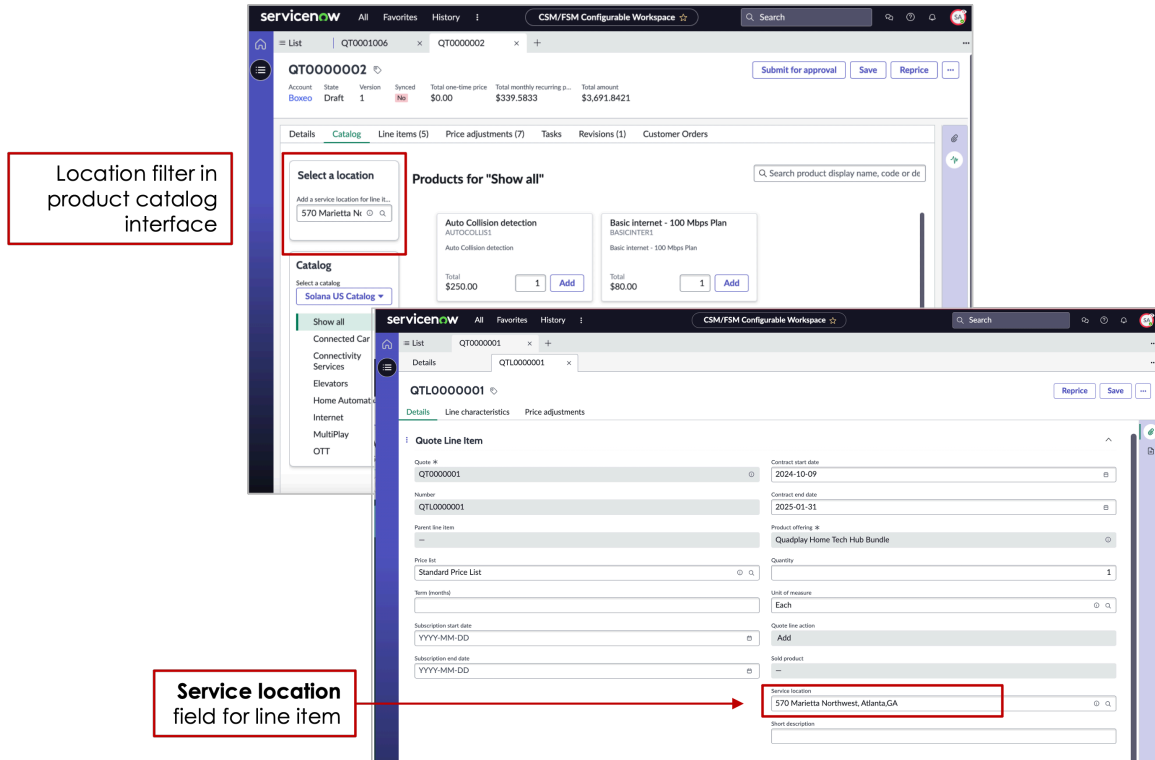 servicenow All Favorites History CSM/FSM Configurable Workspace Search SA
List QT0001006 × QT0000002 × +
QT0000002 Submit for approval Save Reprice
Account State Version Synced Total one-time price Total monthly recurring p... Total amount
Boxeo Draft 1 No $0.00 $339.5833 $3,691.8421
Details Catalog Line items (5) Price adjustments (7) Tasks Revisions (1) Customer Orders
Location filter in
product catalog
interface
Select a location
Add a service location for line it...
570 Marietta No
Products for "Show all"
Search product display name, code or de
Auto Collision detection
AUTOCOLLIS1
Auto Collision detection
Total
$250.00 1 Add
Basic internet - 100 Mbps Plan
BASICINTER1
Basic internet - 100 Mbps Plan
Total
$80.00 1 Add
Catalog
Select a catalog
Solana US Catalog
Show all
Connected Car
Connectivity
Services
Elevators
Home Automat
Internet
MultiPlay
OTT
servicenow All Favorites History CSM/FSM Configurable Workspace Search SA
List QT0000001 × +
Details QTL0000001 ×
QTL0000001 Reprice Save
Details Line characteristics Price adjustments
Quote Line Item
Quote
QT0000001
Number
QTL0000001
Parent line item
—
Price list
Standard Price List
Term (months)
Subscription start date
YYYY-MM-DD
Subscription end date
YYYY-MM-DD
Contract start date
2024-10-09
Contract end date
2025-01-31
Product offering
Quadplay Home Tech Hub Bundle
Quantity
1
Unit of measure
Each
Quote line action
Add
Sold product
—
Service location
570 Marietta Northwest, Atlanta,GA
Short description
Service location
field for line item